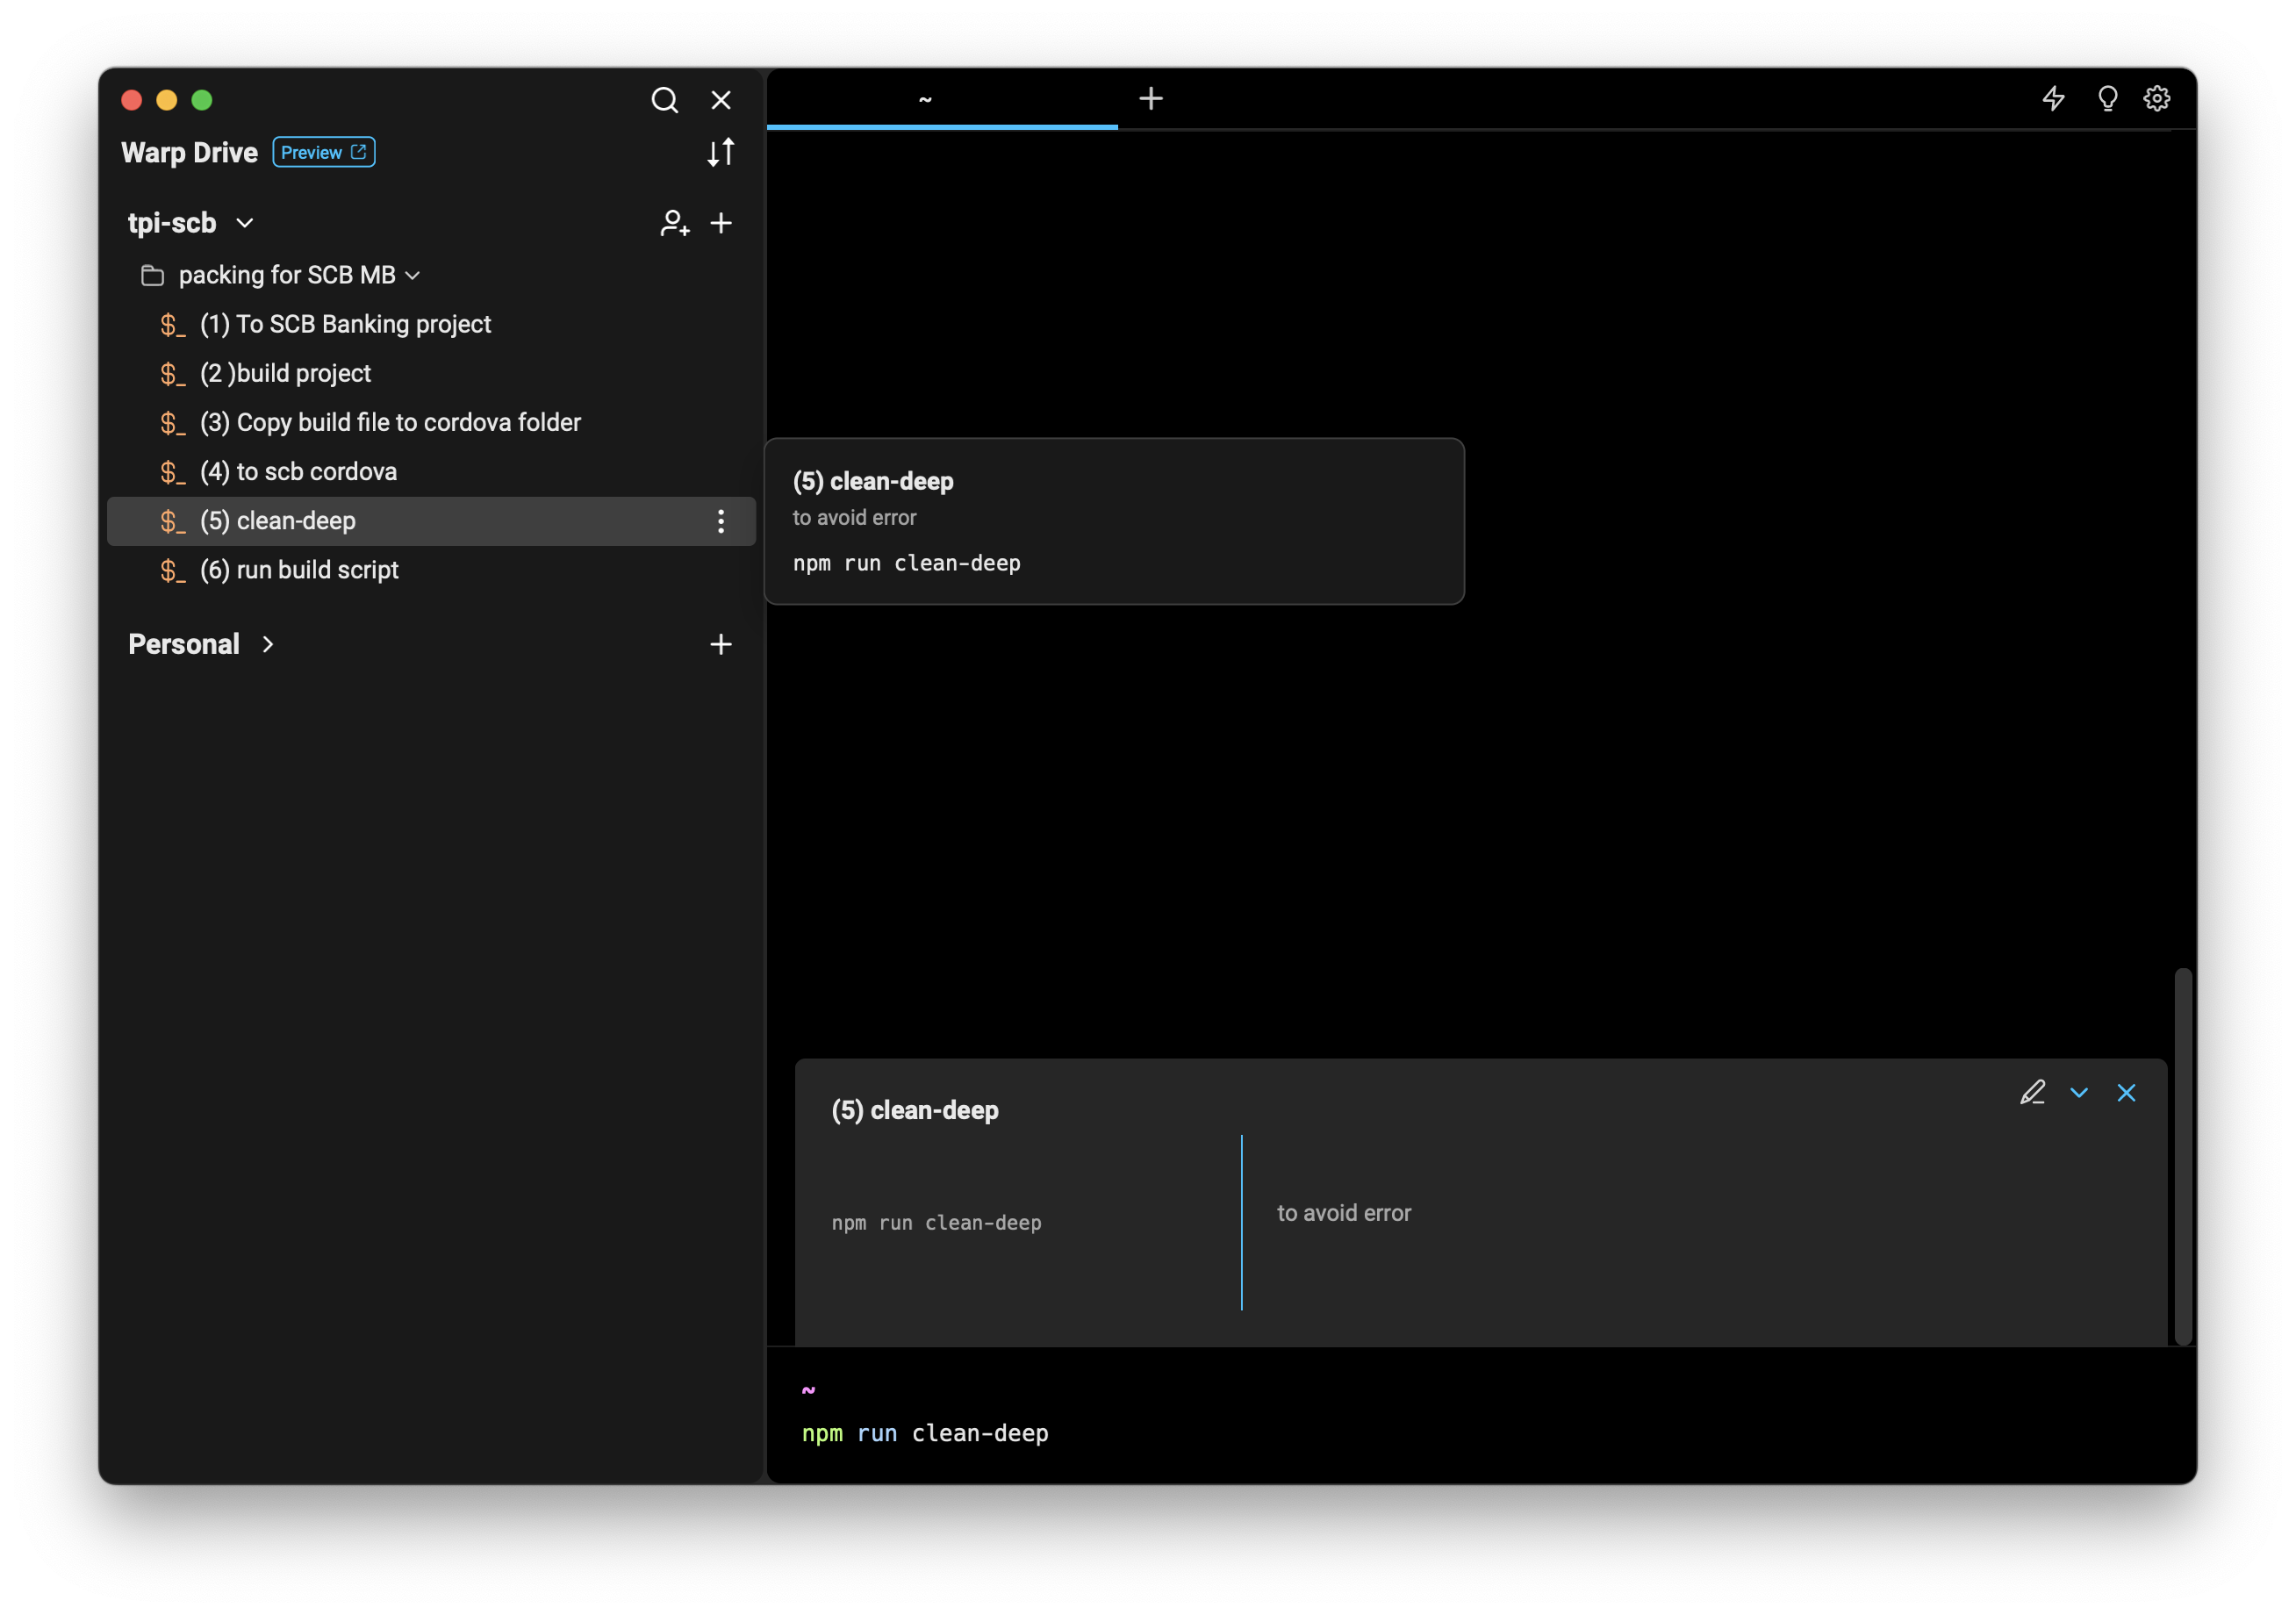 Warp Drive Preview
tpi-scb
packing for SCB MB
$_ (1) To SCB Banking project
$_ (2 )build project
$_ (3) Copy build file to cordova folder
$_ (4) to scb cordova
$_ (5) clean-deep
$_ (6) run build script
Personal
~
(5) clean-deep
to avoid error
npm run clean-deep
(5) clean-deep
npm run clean-deep
to avoid error
~
npm run clean-deep